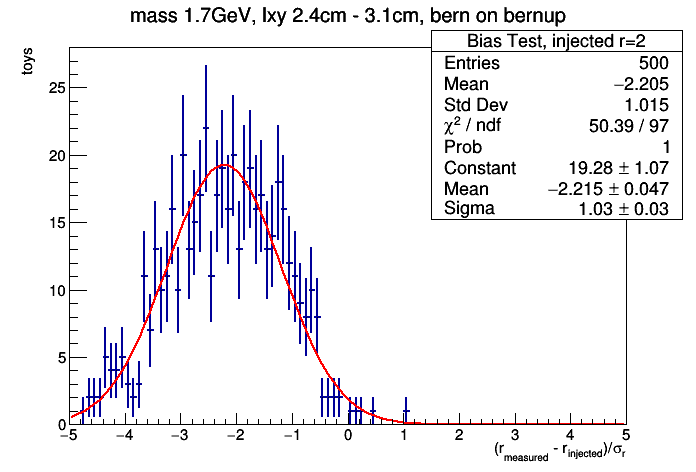 mass 1.7GeV, lxy 2.4cm - 3.1cm, bern on bernup
toys
Bias Test, injected r=2
Entries 500
Mean −2.205
Std Dev 1.015
χ² / ndf 50.39 / 97
Prob 1
Constant 19.28 ± 1.07
Mean −2.215 ± 0.047
Sigma 1.03 ± 0.03
25
20
15
10
5
0
−5 −4 −3 −2 −1 0 1 2 3 4 5
(r_measured - r_injected)/σ_r